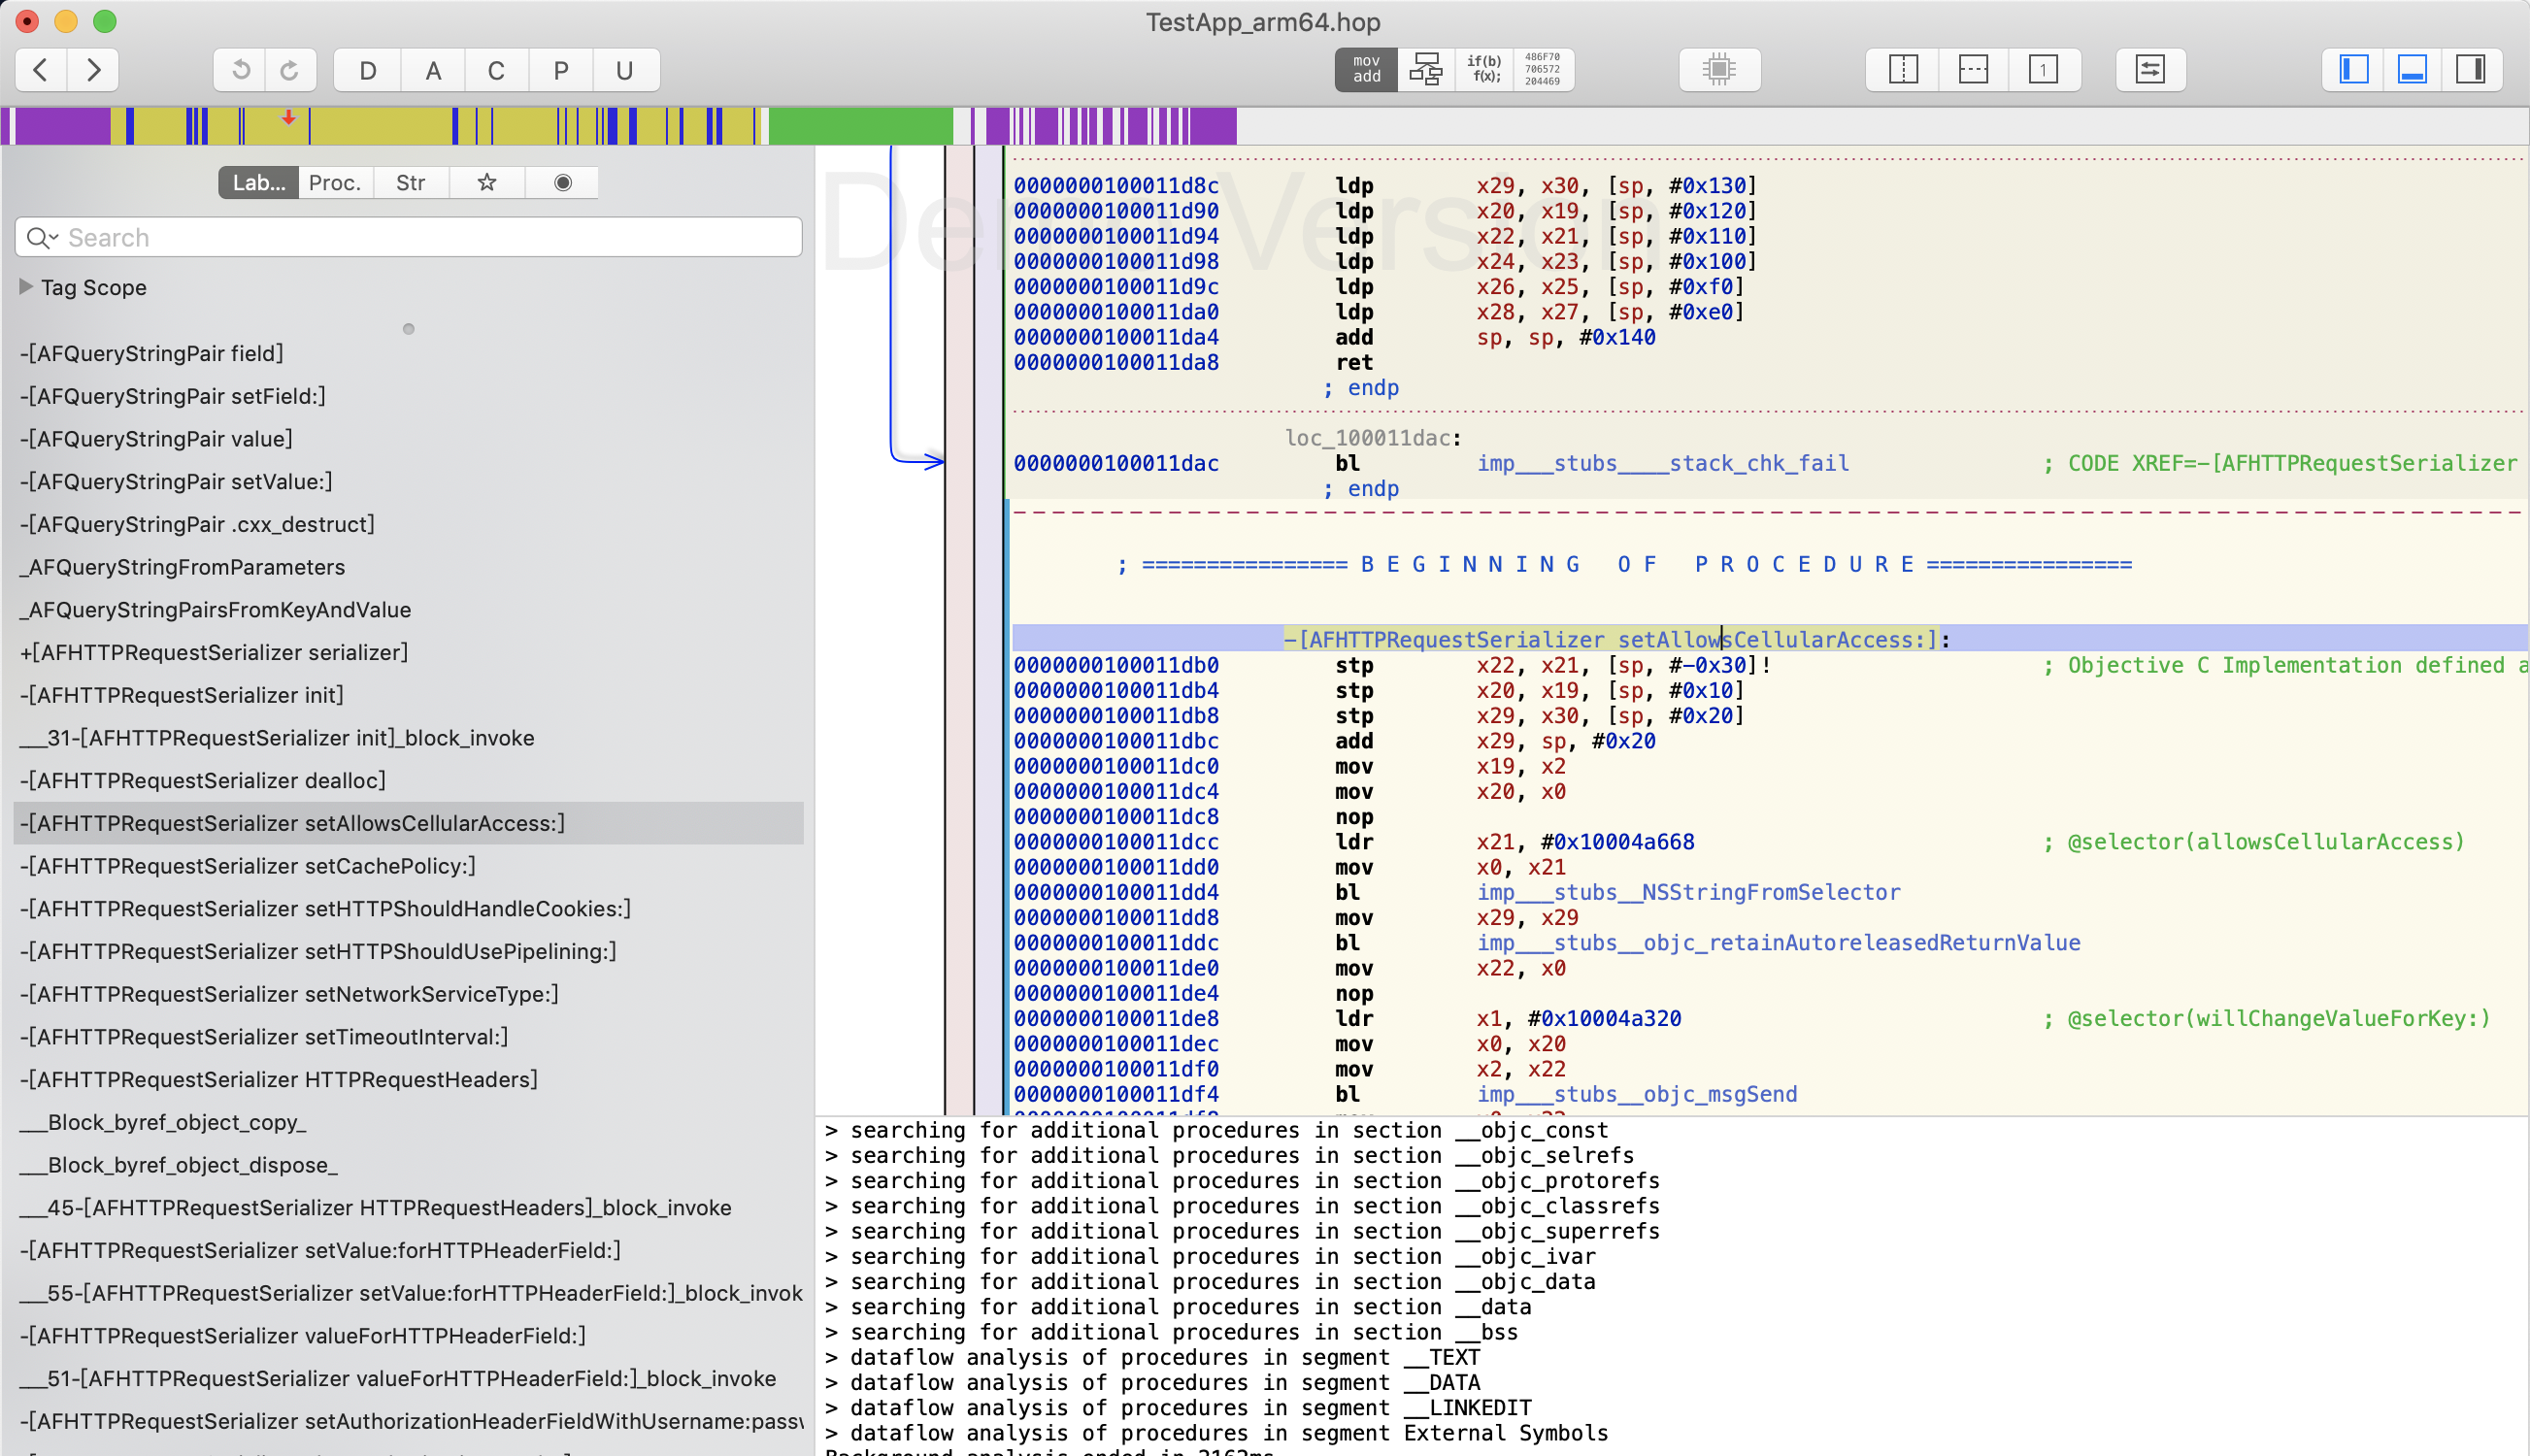 TestApp_arm64.hop
D A C P U
mov add
if(b) f(x);
486F70 706572 204469
1
Lab... Proc. Str
Search
Tag Scope
-[AFQueryStringPair field]
-[AFQueryStringPair setField:]
-[AFQueryStringPair value]
-[AFQueryStringPair setValue:]
-[AFQueryStringPair .cxx_destruct]
_AFQueryStringFromParameters
_AFQueryStringPairsFromKeyAndValue
+[AFHTTPRequestSerializer serializer]
-[AFHTTPRequestSerializer init]
___31-[AFHTTPRequestSerializer init]_block_invoke
-[AFHTTPRequestSerializer dealloc]
-[AFHTTPRequestSerializer setAllowsCellularAccess:]
-[AFHTTPRequestSerializer setCachePolicy:]
-[AFHTTPRequestSerializer setHTTPShouldHandleCookies:]
-[AFHTTPRequestSerializer setHTTPShouldUsePipelining:]
-[AFHTTPRequestSerializer setNetworkServiceType:]
-[AFHTTPRequestSerializer setTimeoutInterval:]
-[AFHTTPRequestSerializer HTTPRequestHeaders]
___Block_byref_object_copy_
___Block_byref_object_dispose_
___45-[AFHTTPRequestSerializer HTTPRequestHeaders]_block_invoke
-[AFHTTPRequestSerializer setValue:forHTTPHeaderField:]
___55-[AFHTTPRequestSerializer setValue:forHTTPHeaderField:]_block_invok
-[AFHTTPRequestSerializer valueForHTTPHeaderField:]
___51-[AFHTTPRequestSerializer valueForHTTPHeaderField:]_block_invoke
-[AFHTTPRequestSerializer setAuthorizationHeaderFieldWithUsername:passw
Demo Version
0000000100011d8c ldp x29, x30, [sp, #0x130]
0000000100011d90 ldp x20, x19, [sp, #0x120]
0000000100011d94 ldp x22, x21, [sp, #0x110]
0000000100011d98 ldp x24, x23, [sp, #0x100]
0000000100011d9c ldp x26, x25, [sp, #0xf0]
0000000100011da0 ldp x28, x27, [sp, #0xe0]
0000000100011da4 add sp, sp, #0x140
0000000100011da8 ret
; endp
loc_100011dac:
0000000100011dac bl imp___stubs____stack_chk_fail ; CODE XREF=-[AFHTTPRequestSerializer
; endp
; ================ B E G I N N I N G   O F   P R O C E D U R E ================
-[AFHTTPRequestSerializer setAllowsCellularAccess:]:
0000000100011db0 stp x22, x21, [sp, #-0x30]! ; Objective C Implementation defined a
0000000100011db4 stp x20, x19, [sp, #0x10]
0000000100011db8 stp x29, x30, [sp, #0x20]
0000000100011dbc add x29, sp, #0x20
0000000100011dc0 mov x19, x2
0000000100011dc4 mov x20, x0
0000000100011dc8 nop
0000000100011dcc ldr x21, #0x10004a668 ; @selector(allowsCellularAccess)
0000000100011dd0 mov x0, x21
0000000100011dd4 bl imp___stubs__NSStringFromSelector
0000000100011dd8 mov x29, x29
0000000100011ddc bl imp___stubs__objc_retainAutoreleasedReturnValue
0000000100011de0 mov x22, x0
0000000100011de4 nop
0000000100011de8 ldr x1, #0x10004a320 ; @selector(willChangeValueForKey:)
0000000100011dec mov x0, x20
0000000100011df0 mov x2, x22
0000000100011df4 bl imp___stubs__objc_msgSend
> searching for additional procedures in section __objc_const
> searching for additional procedures in section __objc_selrefs
> searching for additional procedures in section __objc_protorefs
> searching for additional procedures in section __objc_classrefs
> searching for additional procedures in section __objc_superrefs
> searching for additional procedures in section __objc_ivar
> searching for additional procedures in section __objc_data
> searching for additional procedures in section __data
> searching for additional procedures in section __bss
> dataflow analysis of procedures in segment __TEXT
> dataflow analysis of procedures in segment __DATA
> dataflow analysis of procedures in segment __LINKEDIT
> dataflow analysis of procedures in segment External Symbols
Background analysis ended in 2162ms